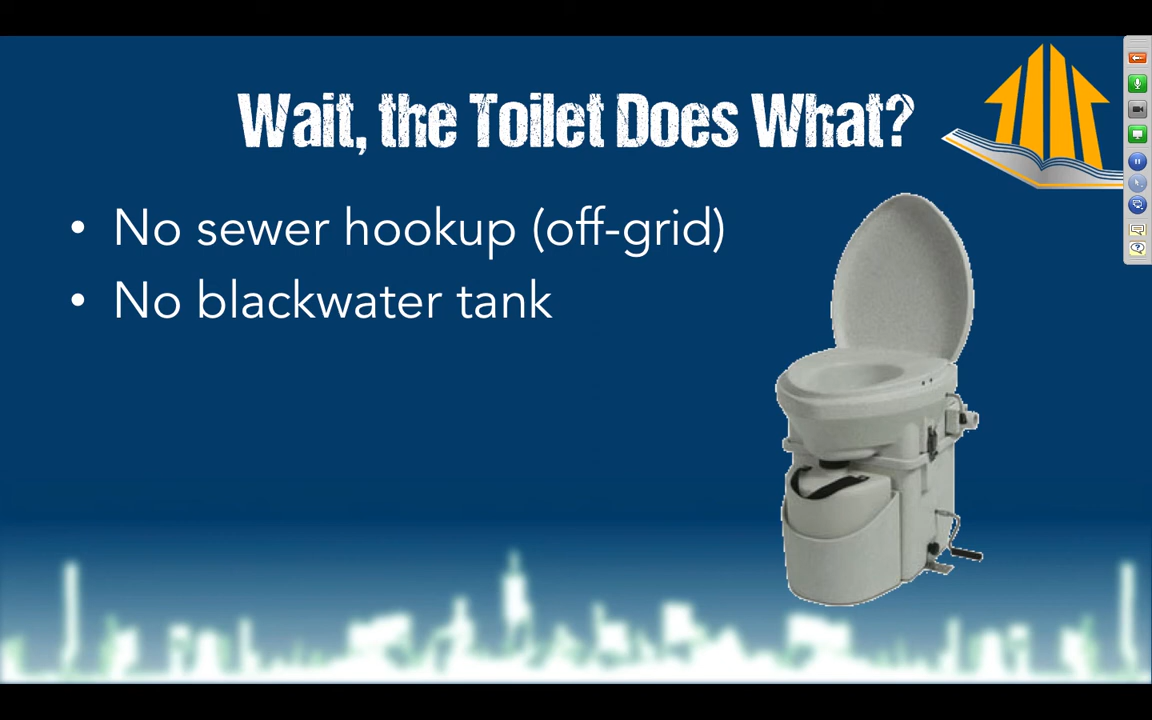 Wait, the Toilet Does What?
• No sewer hookup (off-grid)
• No blackwater tank